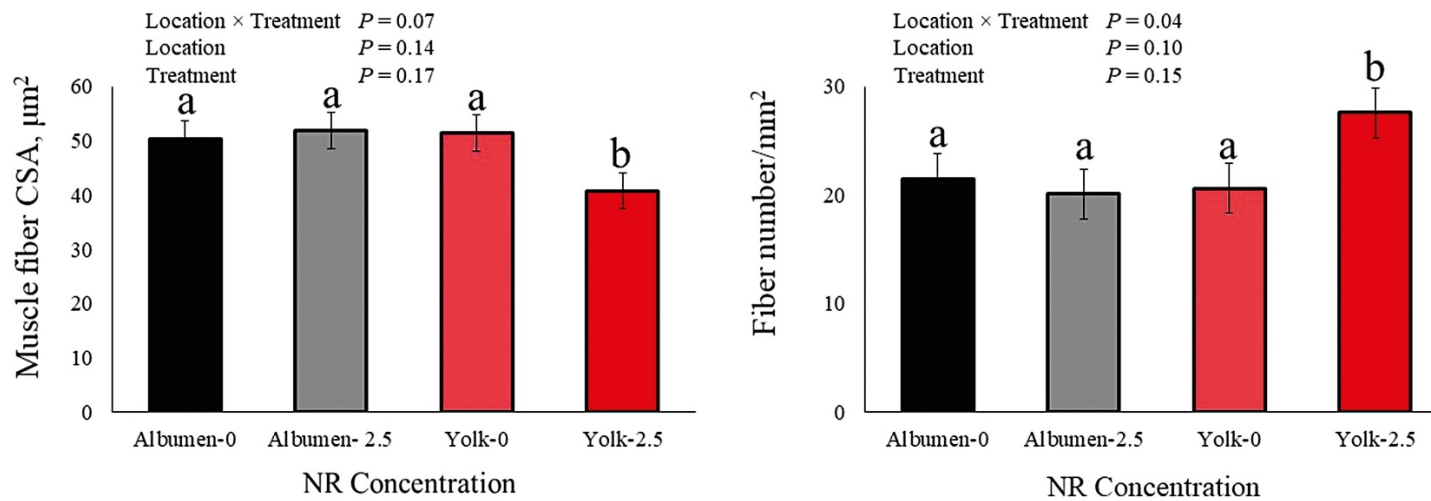 Location × Treatment P = 0.07
Location P = 0.14
Treatment P = 0.17
Muscle fiber CSA, μm²
60
50
40
30
20
10
0
a
a
a
b
Albumen-0 Albumen- 2.5 Yolk-0 Yolk-2.5
NR Concentration
Location × Treatment P = 0.04
Location P = 0.10
Treatment P = 0.15
Fiber number/mm²
30
20
10
0
a
a
a
b
Albumen-0 Albumen-2.5 Yolk-0 Yolk-2.5
NR Concentration